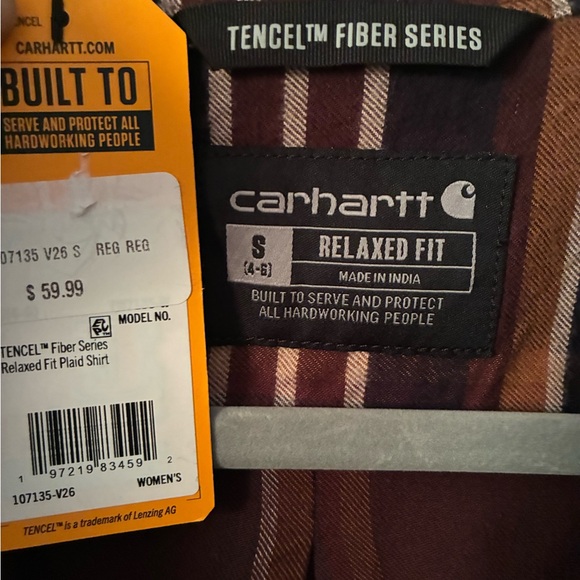 NCEL
CARHARTT.COM
BUILT TO
SERVE AND PROTECT ALL
HARDWORKING PEOPLE
07135 V26 S REG REG
$ 59.99
MODEL NO.
TENCEL™ Fiber Series
Relaxed Fit Plaid Shirt
1 97219 83459 2
107135-V26 WOMEN'S
TENCEL™ is a trademark of Lenzing AG
TENCEL™ FIBER SERIES
carhartt
S
(4-6)
RELAXED FIT
MADE IN INDIA
BUILT TO SERVE AND PROTECT
ALL HARDWORKING PEOPLE